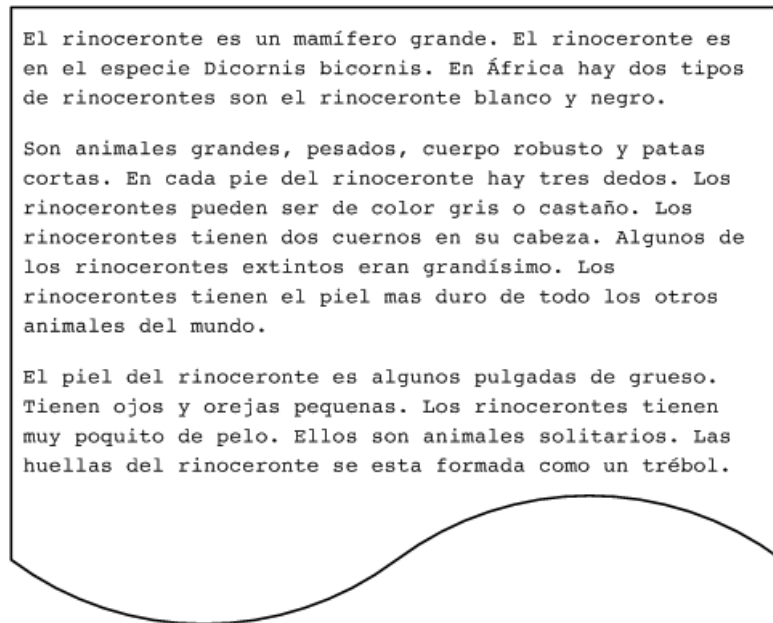 El rinoceronte es un mamífero grande. El rinoceronte es
en el especie Dicornis bicornis. En África hay dos tipos
de rinocerontes son el rinoceronte blanco y negro.
Son animales grandes, pesados, cuerpo robusto y patas
cortas. En cada pie del rinoceronte hay tres dedos. Los
rinocerontes pueden ser de color gris o castaño. Los
rinocerontes tienen dos cuernos en su cabeza. Algunos de
los rinocerontes extintos eran grandísimo. Los
rinocerontes tienen el piel mas duro de todo los otros
animales del mundo.
El piel del rinoceronte es algunos pulgadas de grueso.
Tienen ojos y orejas pequenas. Los rinocerontes tienen
muy poquito de pelo. Ellos son animales solitarios. Las
huellas del rinoceronte se esta formada como un trébol.